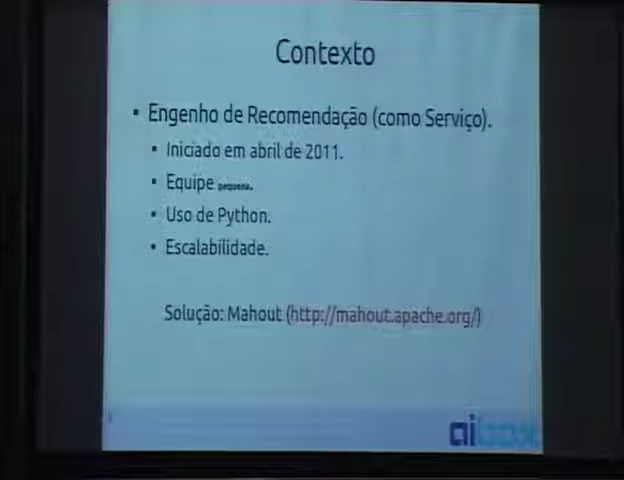 Contexto
▪ Engenho de Recomendação (como Serviço).
▪ Iniciado em abril de 2011.
▪ Equipe pequena.
▪ Uso de Python.
▪ Escalabilidade.
Solução: Mahout (http://mahout.apache.org/)
aibox